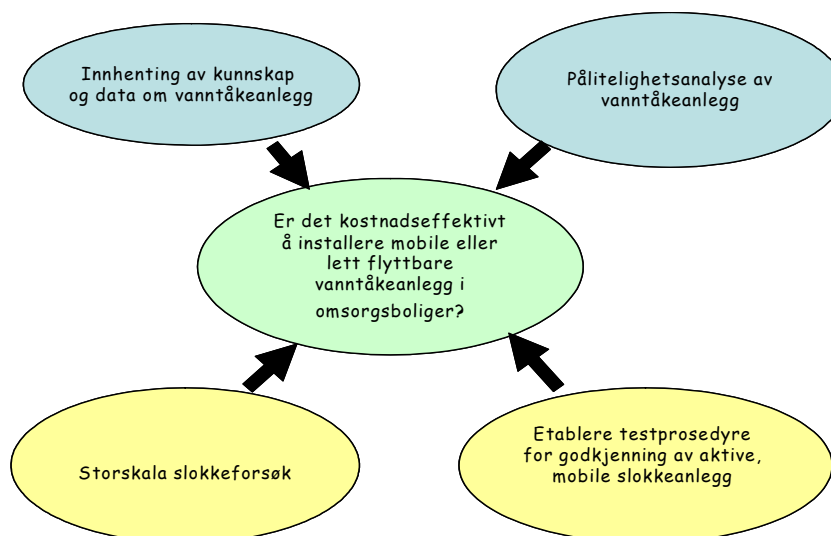 Innhenting av kunnskap
og data om vanntåkeanlegg
Pålitelighetsanalyse av
vanntåkeanlegg
Er det kostnadseffektivt
å installere mobile eller
lett flyttbare
vanntåkeanlegg i
omsorgsboliger?
Storskala slokkeforsøk
Etablere testprosedyre
for godkjenning av aktive,
mobile slokkeanlegg